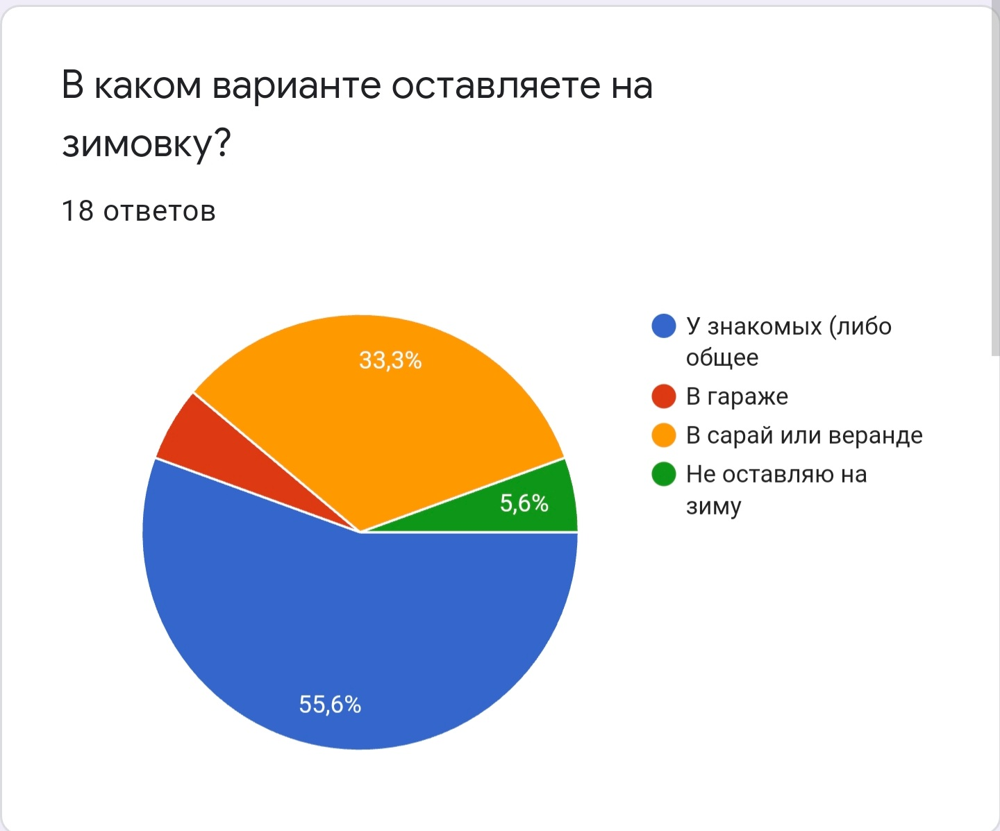 В каком варианте оставляете на
зимовку?
18 ответов
33,3%
5,6%
55,6%
У знакомых (либо
общее
В гараже
В сарай или веранде
Не оставляю на
зиму